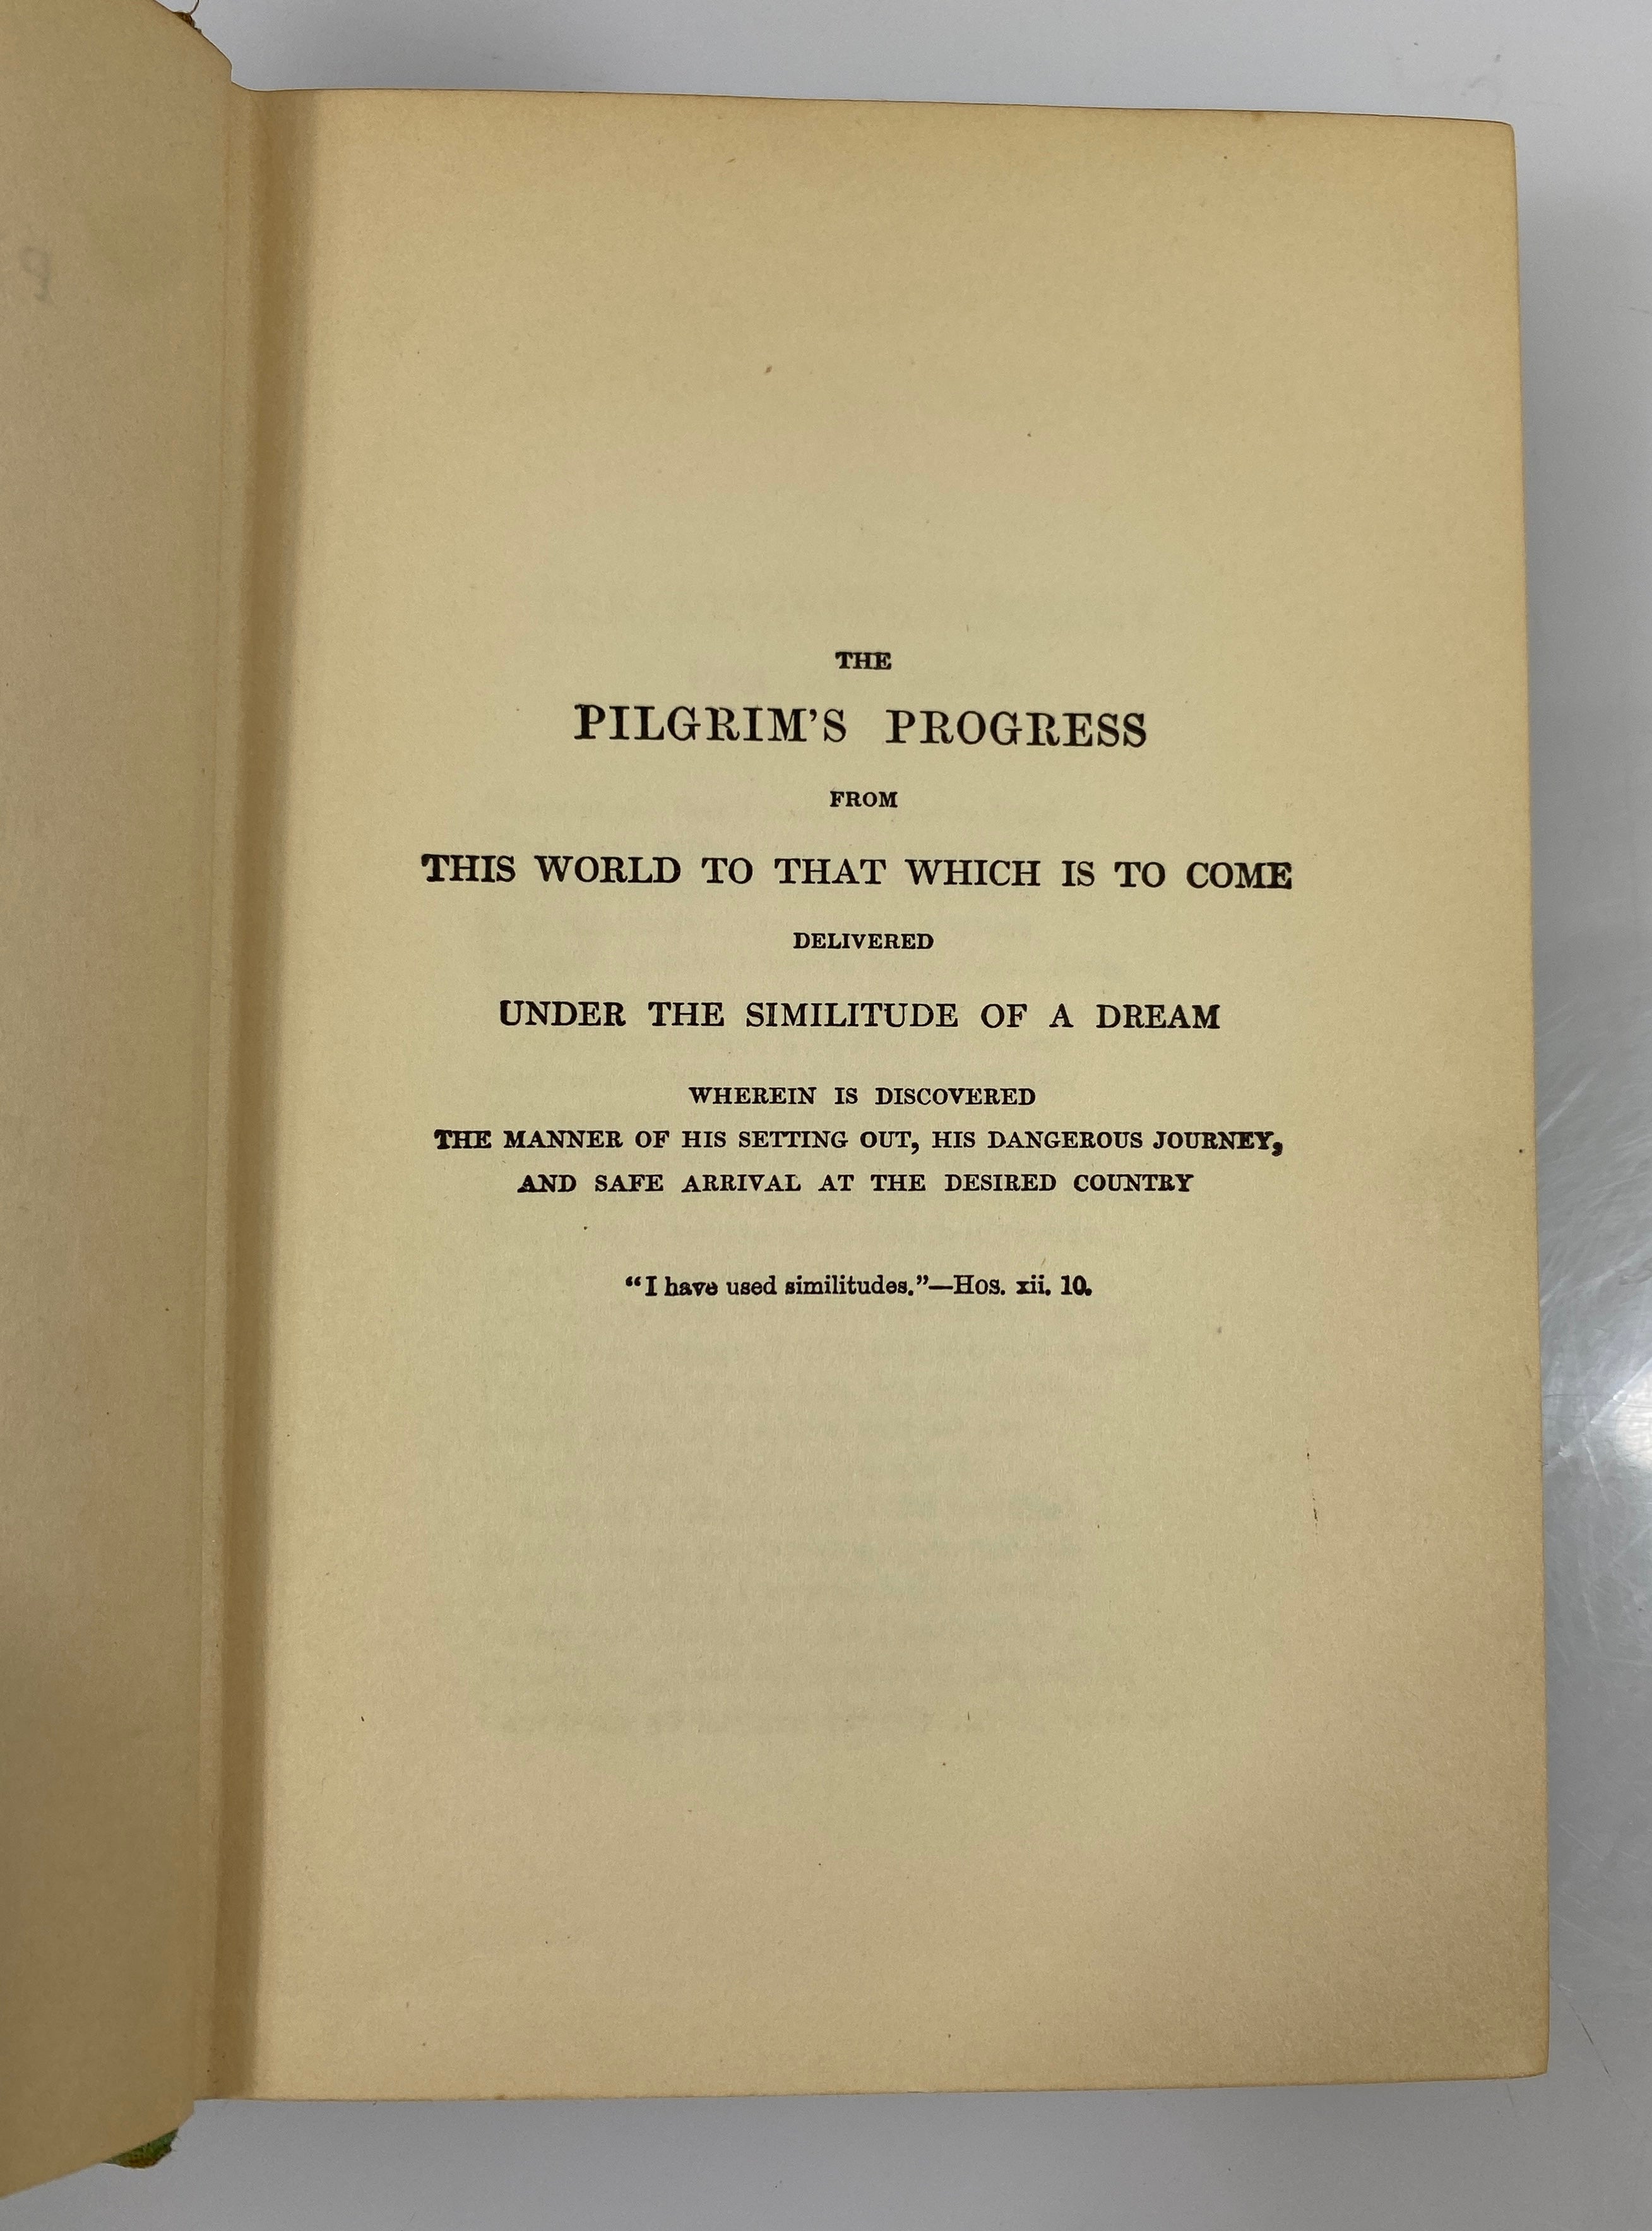 THE
PILGRIM'S PROGRESS
FROM
THIS WORLD TO THAT WHICH IS TO COME
DELIVERED
UNDER THE SIMILITUDE OF A DREAM
WHEREIN IS DISCOVERED
THE MANNER OF HIS SETTING OUT, HIS DANGEROUS JOURNEY,
AND SAFE ARRIVAL AT THE DESIRED COUNTRY
“I have used similitudes.”—Hos. xii. 10.